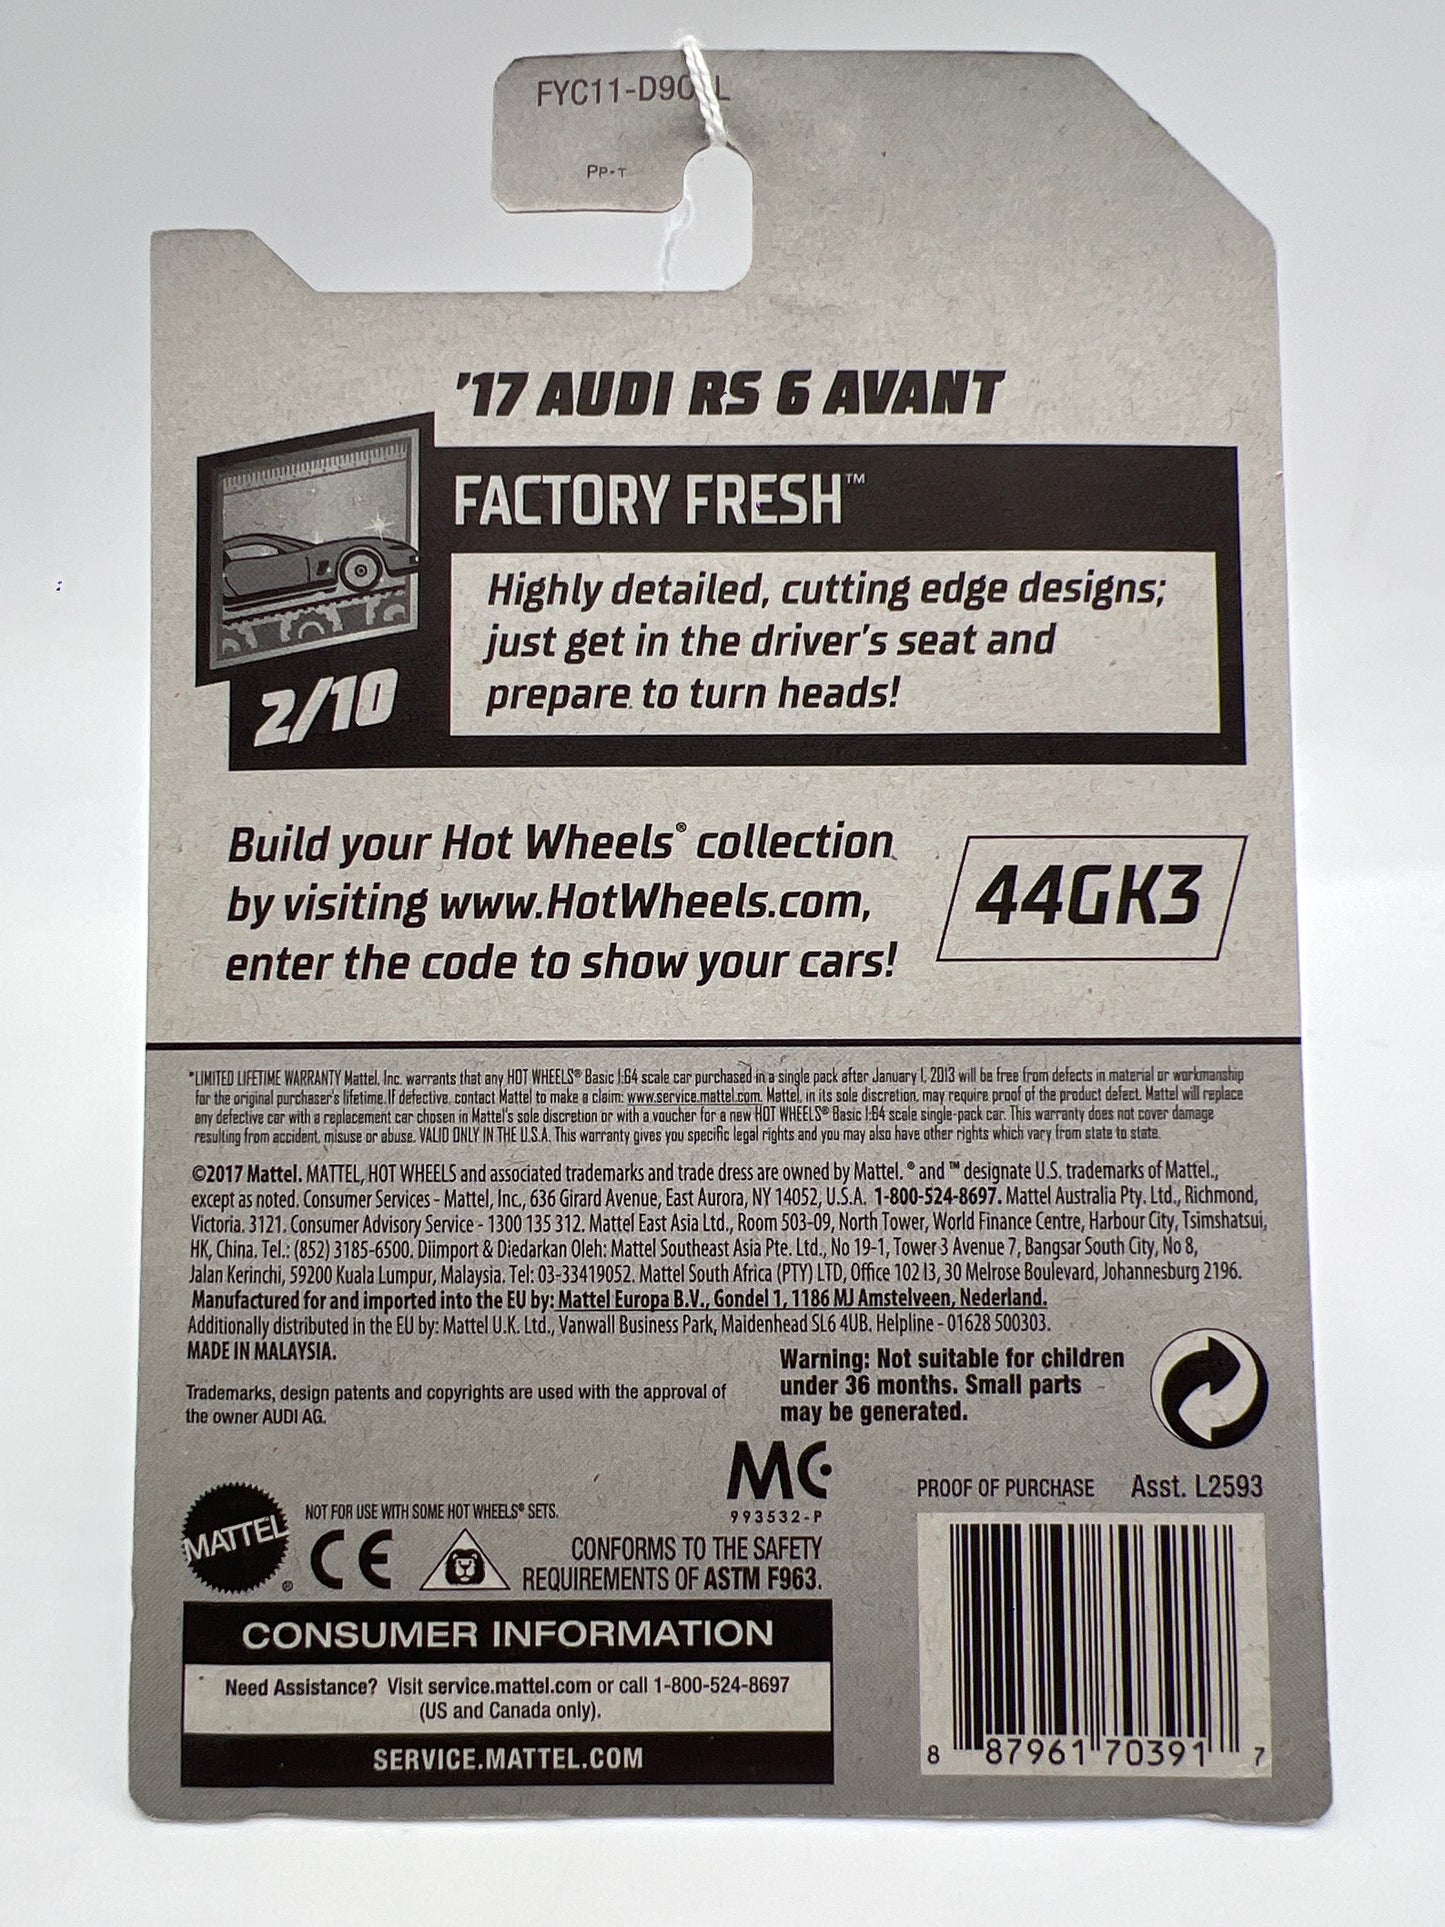 FYC11-D90 L
PP-T
'17 AUDI RS 6 AVANT
FACTORY FRESH™
Highly detailed, cutting edge designs;
just get in the driver's seat and
prepare to turn heads!
2/10
Build your Hot Wheels® collection
by visiting www.HotWheels.com,
enter the code to show your cars!
44GK3
*LIMITED LIFETIME WARRANTY Mattel, Inc. warrants that any HOT WHEELS® Basic 1:64 scale car purchased in a single pack after January 1, 2013 will be free from defects in material or workmanship
for the original purchaser's lifetime. If defective, contact Mattel to make a claim: www.service.mattel.com. Mattel, in its sole discretion, may require proof of the product defect. Mattel will replace
any defective car with a replacement car chosen in Mattel's sole discretion or with a voucher for a new HOT WHEELS® Basic 1:64 scale single-pack car. This warranty does not cover damage
resulting from accident, misuse or abuse. VALID ONLY IN THE U.S.A. This warranty gives you specific legal rights and you may also have other rights which vary from state to state.
©2017 Mattel. MATTEL, HOT WHEELS and associated trademarks and trade dress are owned by Mattel. ® and ™ designate U.S. trademarks of Mattel.,
except as noted. Consumer Services - Mattel, Inc., 636 Girard Avenue, East Aurora, NY 14052, U.S.A. 1-800-524-8697. Mattel Australia Pty. Ltd., Richmond,
Victoria. 3121. Consumer Advisory Service - 1300 135 312. Mattel East Asia Ltd., Room 503-09, North Tower, World Finance Centre, Harbour City, Tsimshatsui,
HK, China. Tel.: (852) 3185-6500. Diimport & Diedarkan Oleh: Mattel Southeast Asia Pte. Ltd., No 19-1, Tower 3 Avenue 7, Bangsar South City, No 8,
Jalan Kerinchi, 59200 Kuala Lumpur, Malaysia. Tel: 03-33419052. Mattel South Africa (PTY) LTD, Office 102 I3, 30 Melrose Boulevard, Johannesburg 2196.
Manufactured for and imported into the EU by: Mattel Europa B.V., Gondel 1, 1186 MJ Amstelveen, Nederland.
Additionally distributed in the EU by: Mattel U.K. Ltd., Vanwall Business Park, Maidenhead SL6 4UB. Helpline - 01628 500303.
MADE IN MALAYSIA.
Trademarks, design patents and copyrights are used with the approval of
the owner AUDI AG.
Warning: Not suitable for children
under 36 months. Small parts
may be generated.
MC
993532-P
PROOF OF PURCHASE Asst. L2593
MATTEL®
NOT FOR USE WITH SOME HOT WHEELS® SETS.
CE
CONFORMS TO THE SAFETY
REQUIREMENTS OF ASTM F963.
CONSUMER INFORMATION
Need Assistance? Visit service.mattel.com or call 1-800-524-8697
(US and Canada only).
SERVICE.MATTEL.COM
8 87961 70391 7